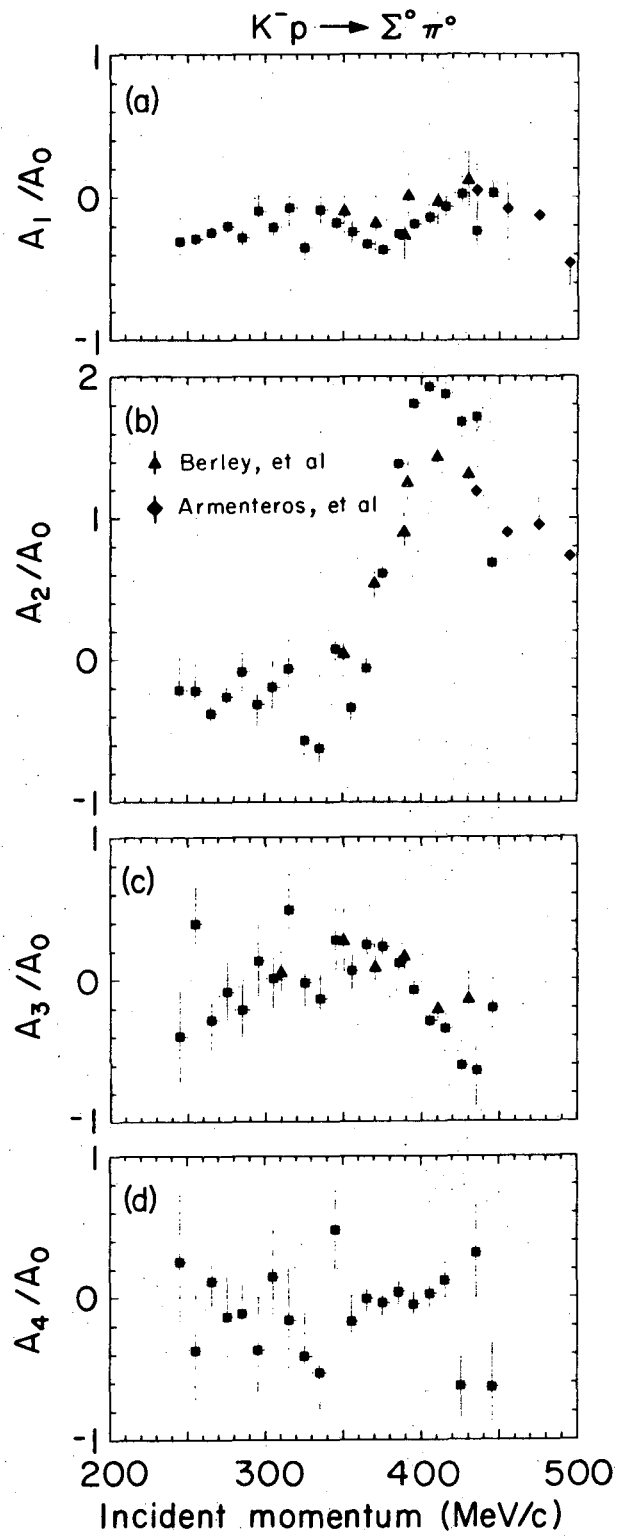 K⁻p → Σ°π°
1
(a)
A₁/A₀
0
-1
2
(b)
Berley, et al
Armenteros, et al
1
A₂/A₀
0
-1
1
(c)
A₃/A₀
0
-1
1
(d)
A₄/A₀
0
-1
200 300 400 500
Incident momentum (MeV/c)